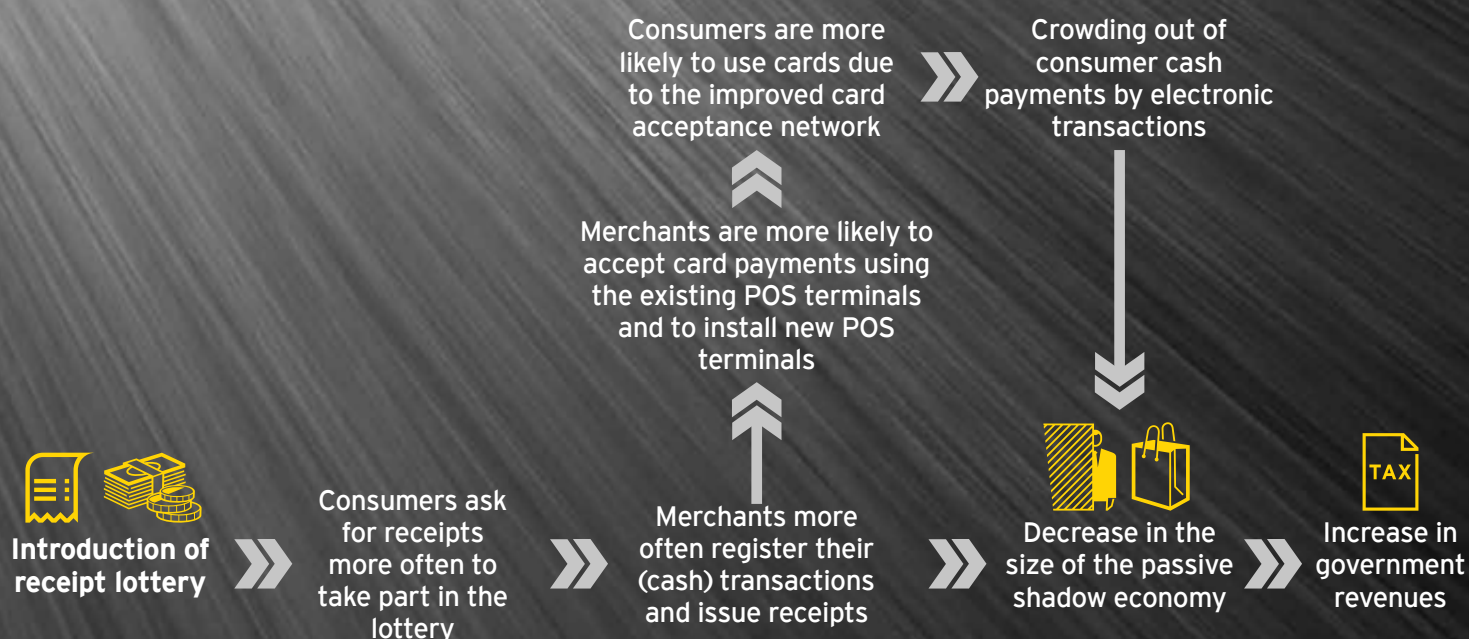 Consumers are more
likely to use cards due
to the improved card
acceptance network
Crowding out of
consumer cash
payments by electronic
transactions
Merchants are more likely to
accept card payments using
the existing POS terminals
and to install new POS
terminals
Introduction of
receipt lottery
Consumers ask
for receipts
more often to
take part in the
lottery
Merchants more
often register their
(cash) transactions
and issue receipts
Decrease in the
size of the passive
shadow economy
TAX
Increase in
government
revenues